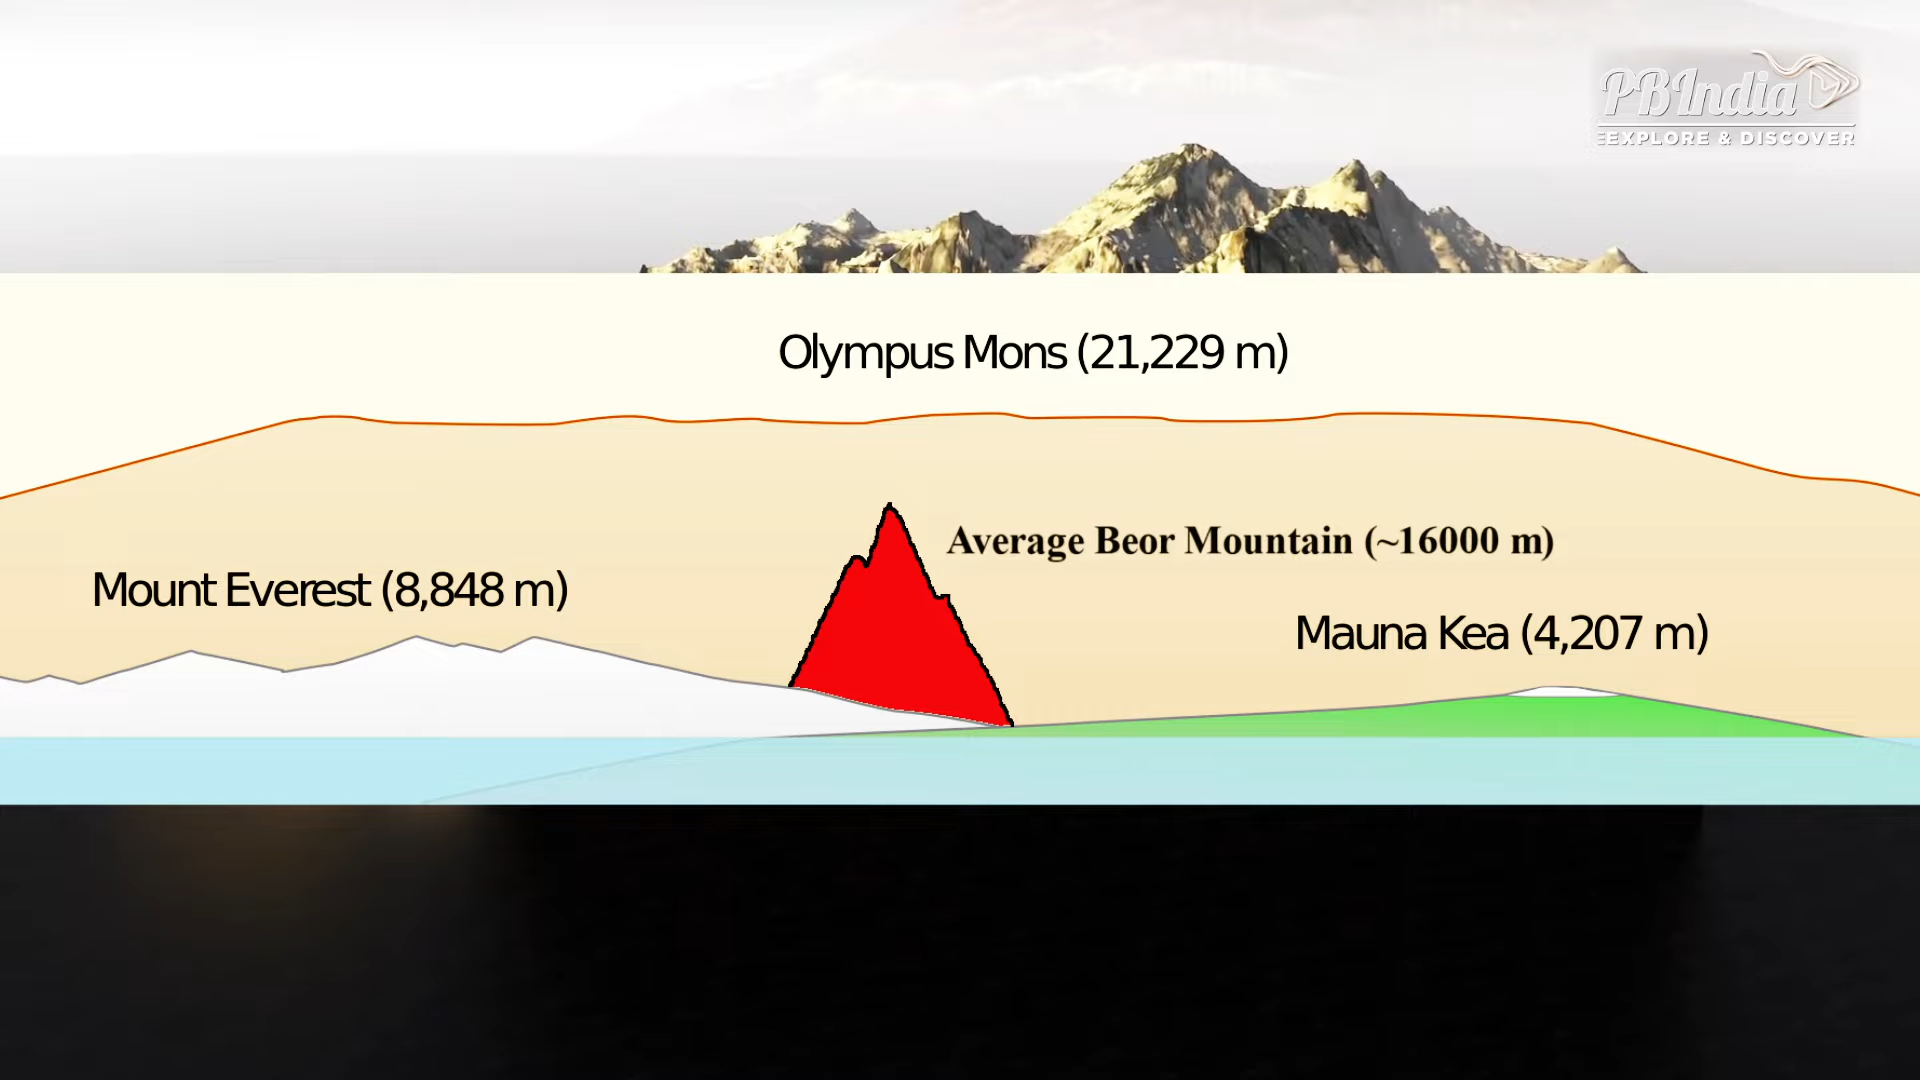 PBIndia
EXPLORE & DISCOVER
Olympus Mons (21,229 m)
Average Beor Mountain (~16000 m)
Mount Everest (8,848 m)
Mauna Kea (4,207 m)